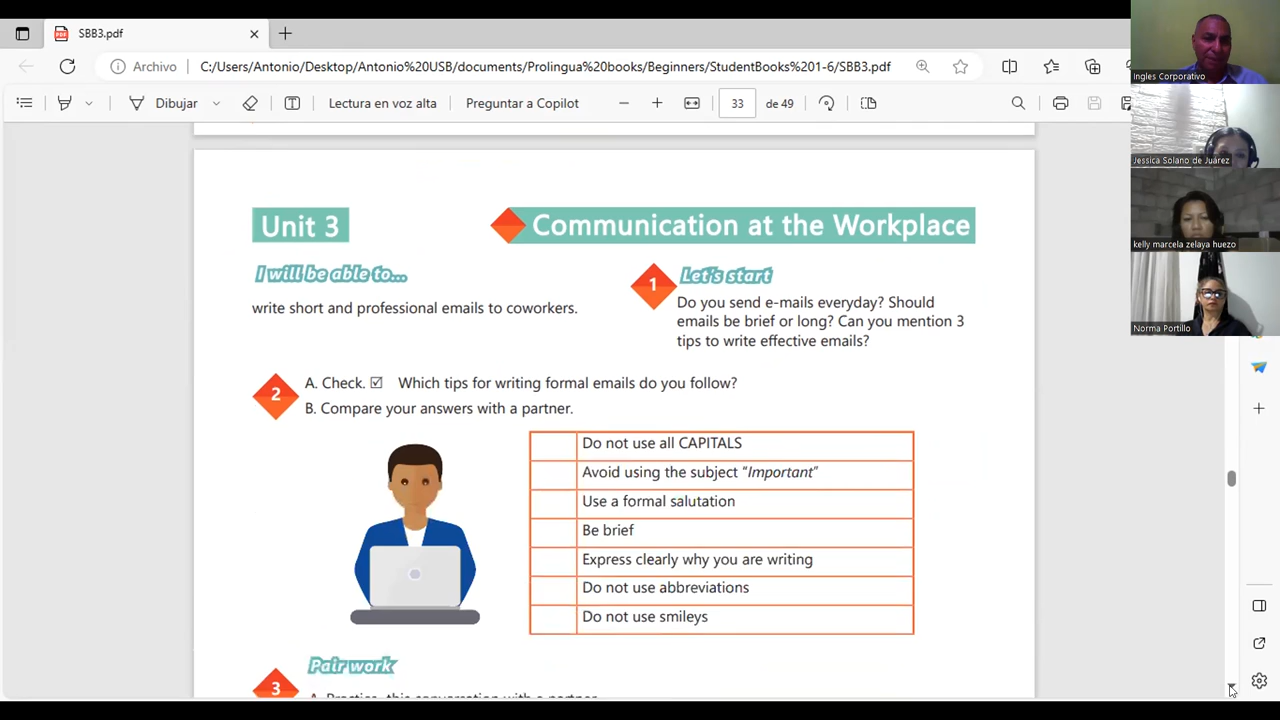 SBB3.pdf
C:/Users/Antonio/Desktop/Antonio%20USB/documents/Prolingua%20books/Beginners/StudentBooks%201-6/SBB3.pdf
Archivo
Dibujar
Lectura en voz alta
Preguntar a Copilot
33
de 49
Ingles Corporativo
Jessica Solano de Juárez
kelly marcela zelaya huezo
Norma Portillo
Unit 3
Communication at the Workplace
I will be able to...
write short and professional emails to coworkers.
1
Let's start
Do you send e-mails everyday? Should
emails be brief or long? Can you mention 3
tips to write effective emails?
2
A. Check. ☑ Which tips for writing formal emails do you follow?
B. Compare your answers with a partner.
Do not use all CAPITALS
Avoid using the subject “Important”
Use a formal salutation
Be brief
Express clearly why you are writing
Do not use abbreviations
Do not use smileys
Pair work
3
A. Practice this conversation with a partner